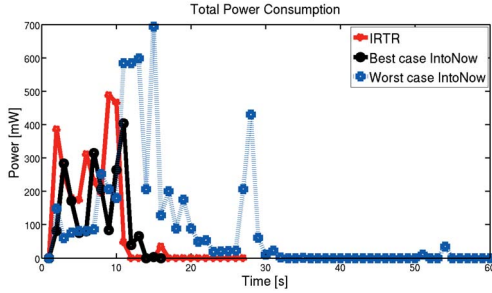 Total Power Consumption
700
600
500
400
300
200
100
0
Power [mW]
IRTR
Best case IntoNow
Worst case IntoNow
0 10 20 30 40 50 60
Time [s]